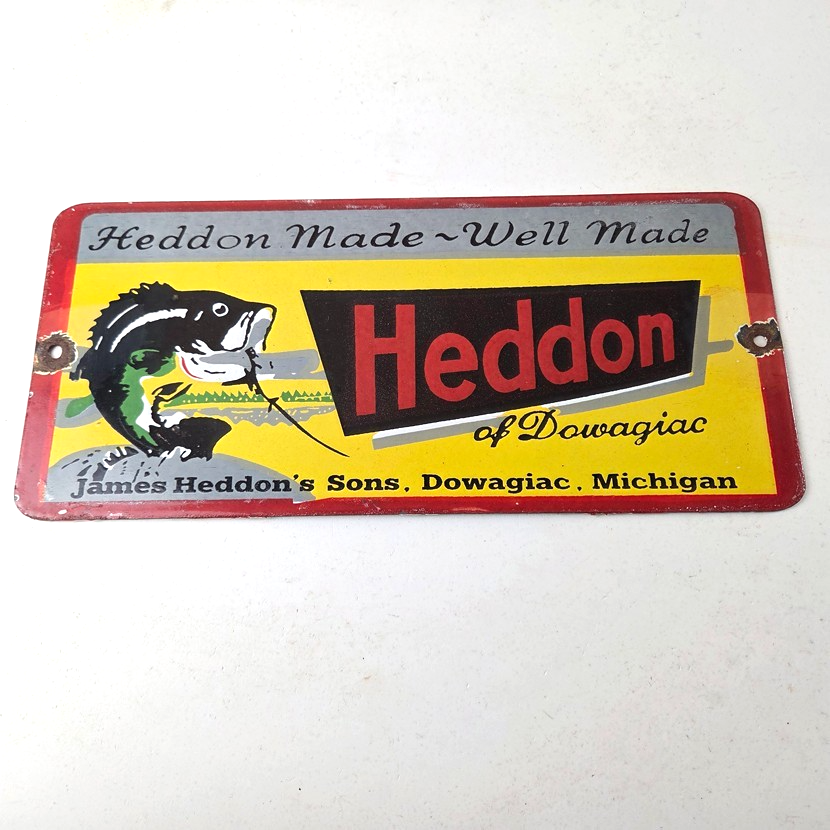 Heddon Made ~ Well Made
Heddon
of Dowagiac
James Heddon's Sons, Dowagiac, Michigan